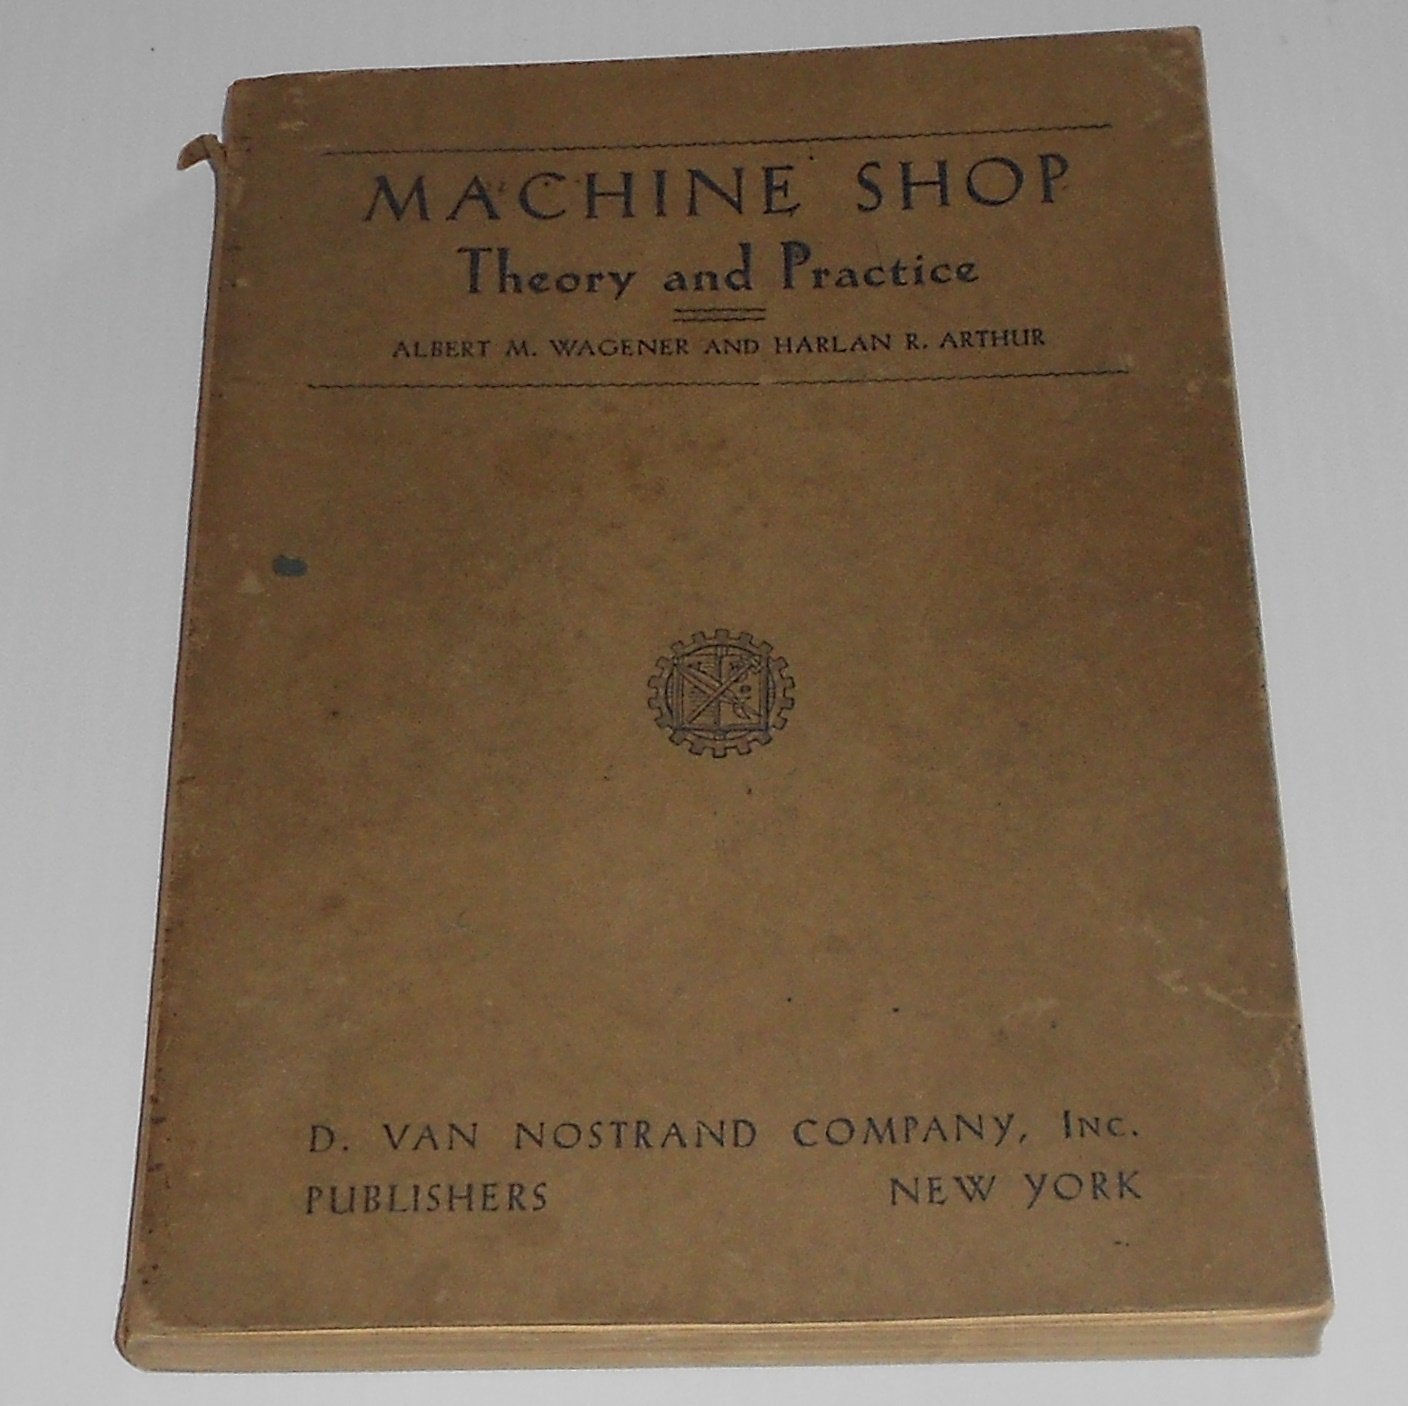 MACHINE SHOP
Theory and Practice
ALBERT M. WAGENER AND HARLAN R. ARTHUR
D. VAN NOSTRAND COMPANY, INC.
PUBLISHERS NEW YORK